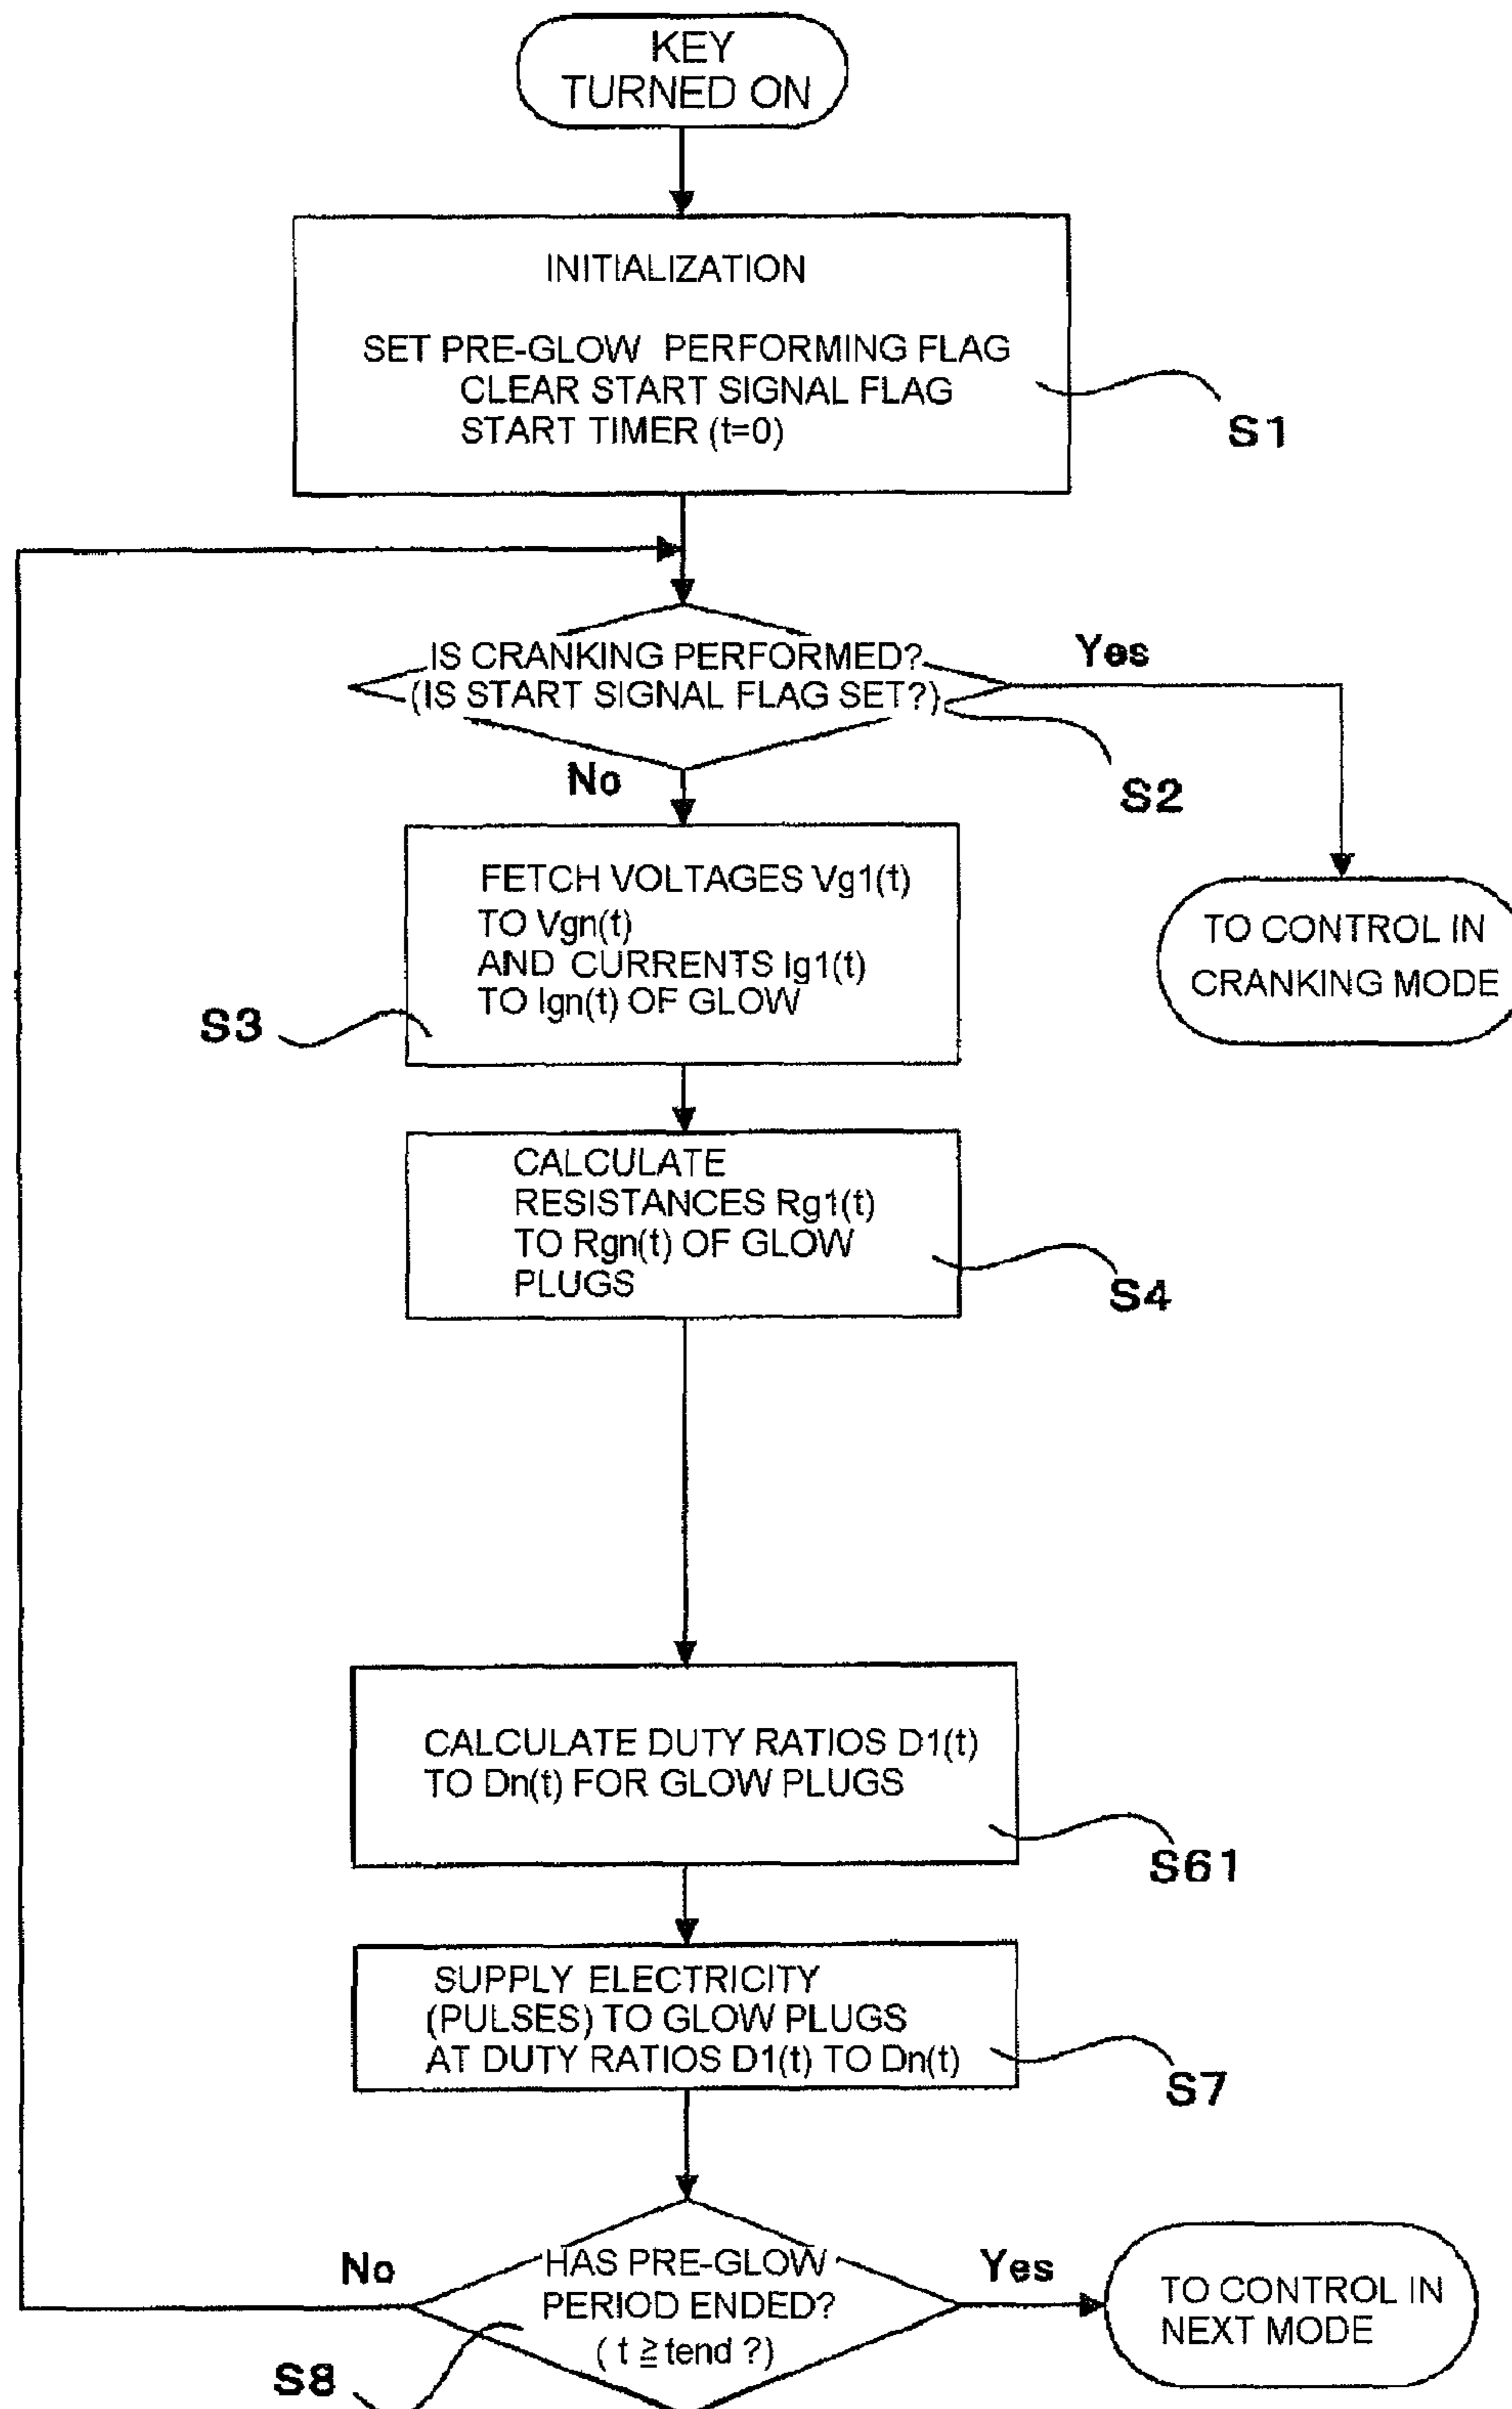 KEY
TURNED ON
INITIALIZATION
SET PRE-GLOW PERFORMING FLAG
CLEAR START SIGNAL FLAG
START TIMER (t=0)
S1
IS CRANKING PERFORMED?
(IS START SIGNAL FLAG SET?)
Yes
S2
No
FETCH VOLTAGES Vg1(t)
TO Vgn(t)
AND CURRENTS Ig1(t)
TO Ign(t) OF GLOW
S3
TO CONTROL IN
CRANKING MODE
CALCULATE
RESISTANCES Rg1(t)
TO Rgn(t) OF GLOW
PLUGS
S4
CALCULATE DUTY RATIOS D1(t)
TO Dn(t) FOR GLOW PLUGS
S61
SUPPLY ELECTRICITY
(PULSES) TO GLOW PLUGS
AT DUTY RATIOS D1(t) TO Dn(t)
S7
No
HAS PRE-GLOW
PERIOD ENDED?
( t ≧ tend ?)
Yes
S8
TO CONTROL IN
NEXT MODE